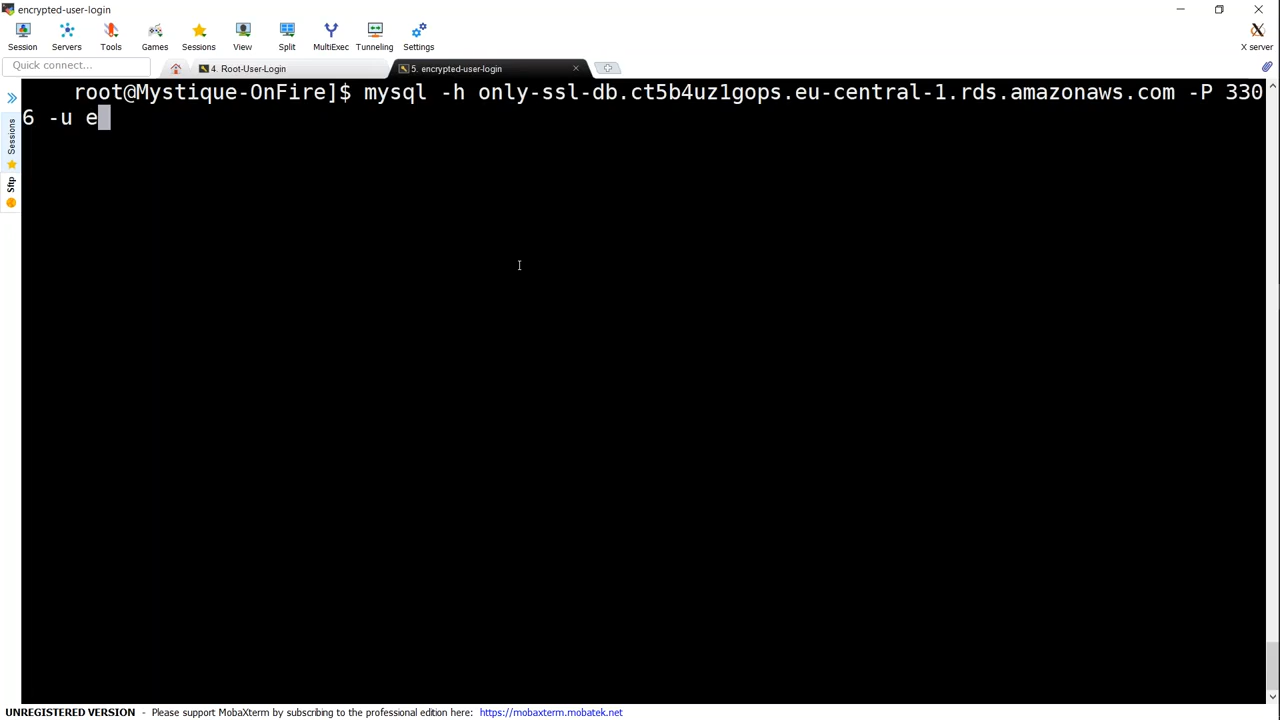 encrypted-user-login
Session Servers Tools Games Sessions View Split MultiExec Tunneling Settings X server
Quick connect... 4. Root-User-Login 5. encrypted-user-login
root@Mystique-OnFire]$ mysql -h only-ssl-db.ct5b4uz1gops.eu-central-1.rds.amazonaws.com -P 330
6 -u e
Sessions
Sftp
UNREGISTERED VERSION - Please support MobaXterm by subscribing to the professional edition here: https://mobaxterm.mobatek.net